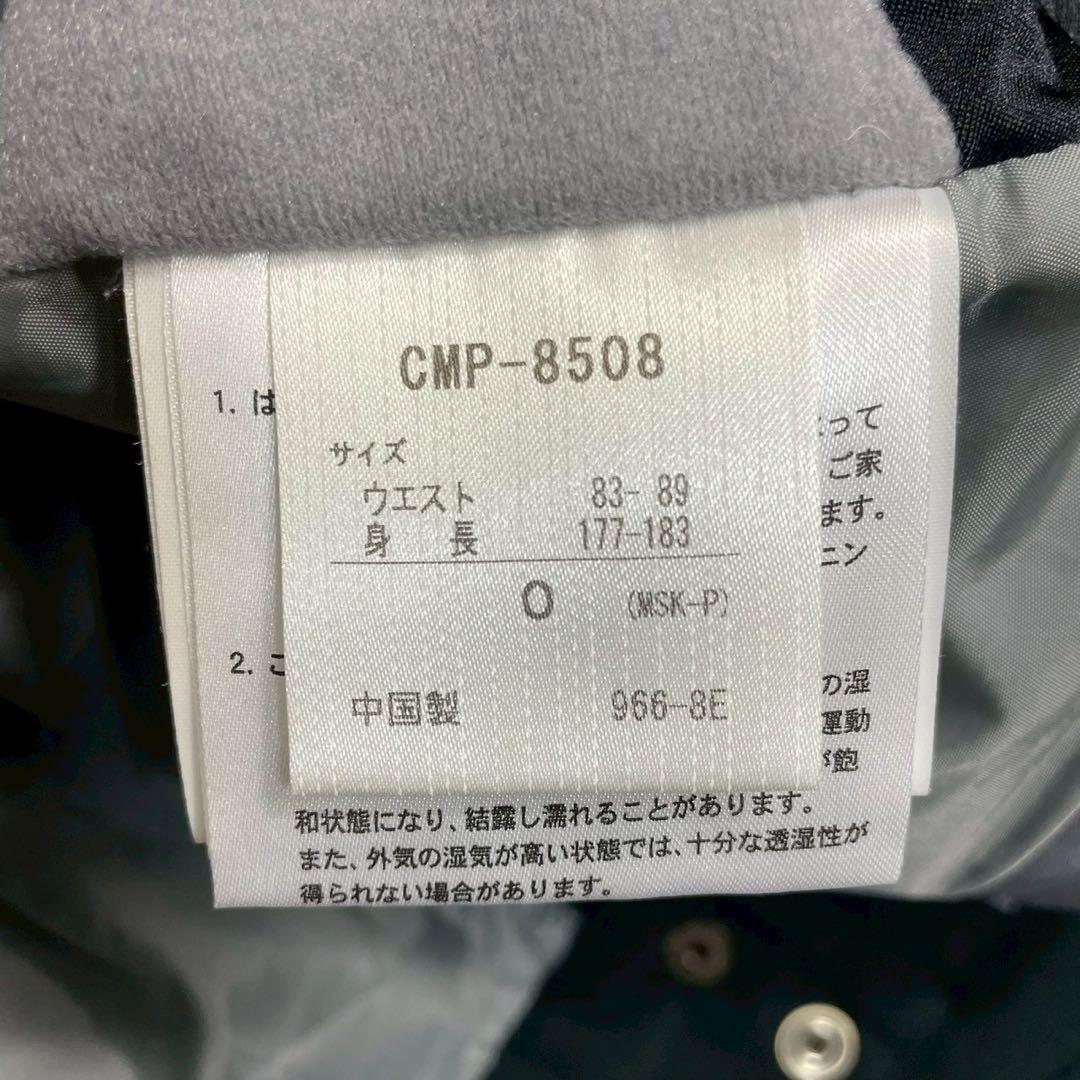 CMP-8508
サイズ
ウエスト 83- 89
身 長 177-183
O (MSK-P)
中国製 966-8E
1. は
って
ご家
ます。
ニン
2. こ
の湿
運動
が飽
和状態になり、結露し濡れることがあります。
また、外気の湿気が高い状態では、十分な透湿性が
得られない場合があります。